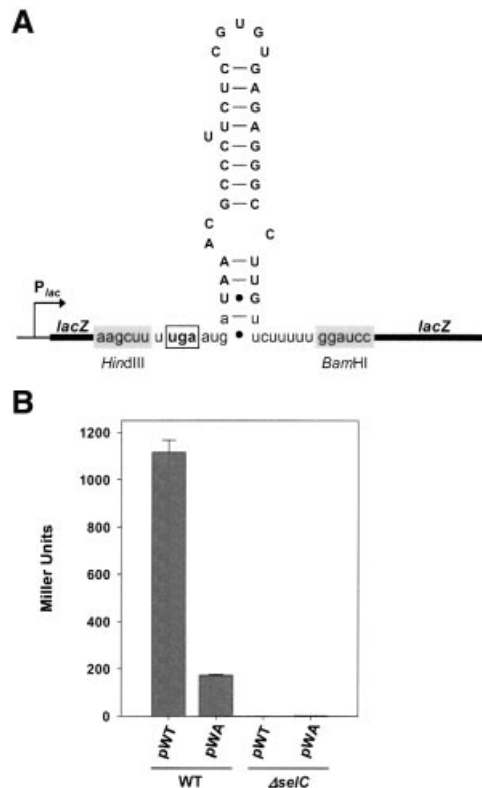 A
U
G G
C U
C — G
U — A
C — G
U — A
U
C — G
C — G
C — G
G — C
C
C
A
A — U
A — U
U • G
a — u
Plac
lacZ aagcuu u uga aug • ucuuuuu ggaucc lacZ
HindIII BamHI
B
Miller Units
1200
1000
800
600
400
200
0
pWT pWA pWT pWA
WT ΔselC